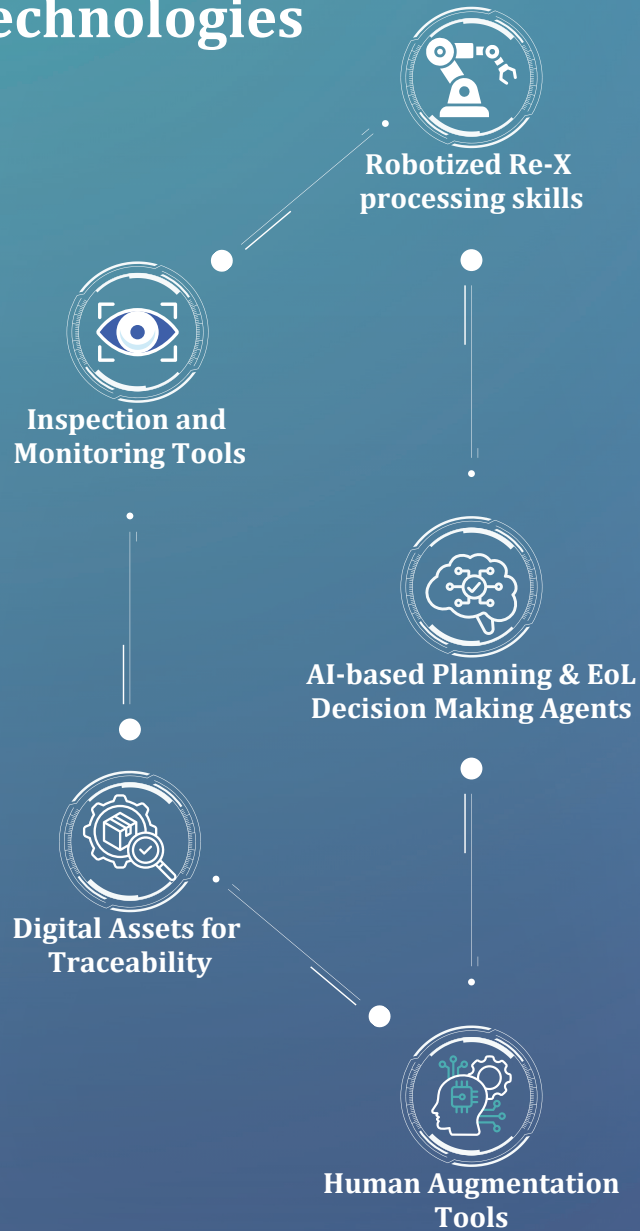 echnologies
Robotized Re-X
processing skills
Inspection and
Monitoring Tools
AI-based Planning & EoL
Decision Making Agents
Digital Assets for
Traceability
Human Augmentation
Tools